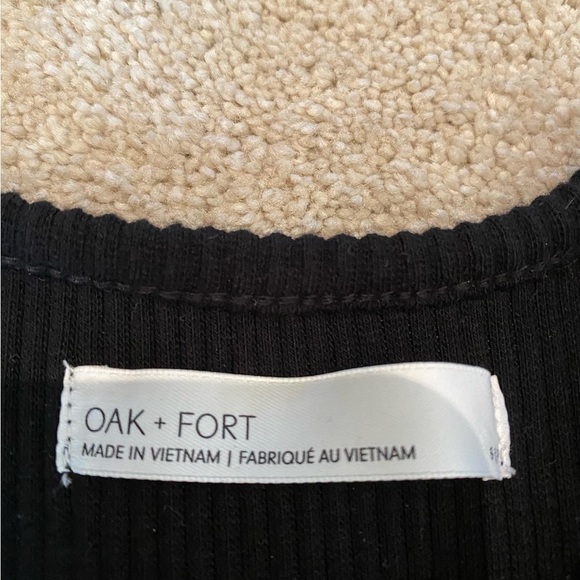 OAK + FORT
MADE IN VIETNAM | FABRIQUÉ AU VIETNAM